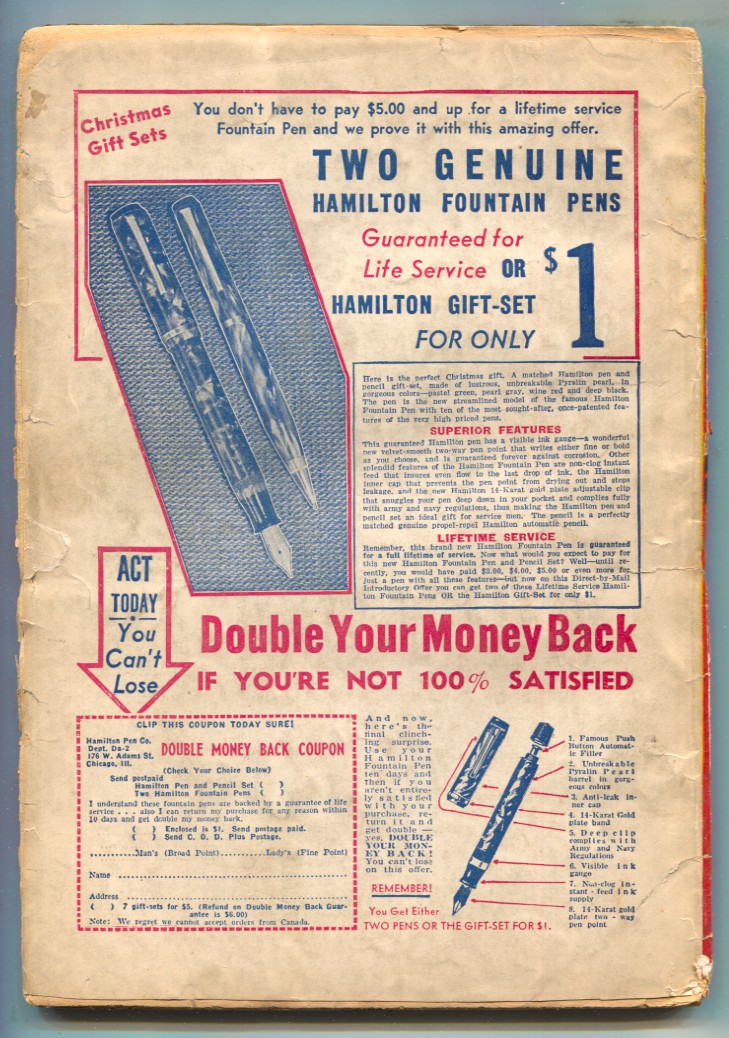 Christmas
Gift Sets
You don't have to pay $5.00 and up for a lifetime service
Fountain Pen and we prove it with this amazing offer.
TWO GENUINE
HAMILTON FOUNTAIN PENS
Guaranteed for
Life Service OR $1
HAMILTON GIFT-SET
FOR ONLY
Here is the perfect Christmas gift. A matched Hamilton pen and
pencil gift-set, made of lustrous, unbreakable Pyralin pearl. In
gorgeous colors—pastel green, pearl gray, wine red and deep black.
The pen is the new streamlined model of the famous Hamilton
Fountain Pen with ten of the most sought-after, once-patented fea-
tures of the very high priced pens.
SUPERIOR FEATURES
This guaranteed Hamilton pen has a visible ink gauge—a wonderful
new velvet-smooth two-way pen point that writes either fine or bold
as you choose, and is guaranteed forever against corrosion. Other
splendid features of the Hamilton Fountain Pen are non-clog instant
feed that insures even flow to the last drop of ink, the Hamilton
inner cap that prevents the pen point from drying out and stops
leakage, and the new Hamilton 14-Karat gold plate adjustable clip
that snuggles your pen deep down in your pocket and complies fully
with army and navy regulations, thus making the Hamilton pen and
pencil set an ideal gift for service men. The pencil is a perfectly
matched genuine propel-repel Hamilton automatic pencil.
LIFETIME SERVICE
Remember, this brand new Hamilton Fountain Pen is guaranteed
for a full lifetime of service. Now what would you expect to pay for
this new Hamilton Fountain Pen and Pencil Set? Well—until re-
cently, you would have paid $3.00, $4.00, $5.00 or even more for
just a pen with all these features—but now on this Direct-by-Mail
Introductory Offer you can get two of these Lifetime Service Hamil-
ton Fountain Pens OR the Hamilton Gift-Set for only $1.
ACT
TODAY
You
Can't
Lose
Double Your Money Back
IF YOU'RE NOT 100% SATISFIED
CLIP THIS COUPON TODAY SURE!
Hamilton Pen Co.
Dept. Da-2
176 W. Adams St.
Chicago, Ill.
DOUBLE MONEY BACK COUPON
(Check Your Choice Below)
Send postpaid
Hamilton Pen and Pencil Set ( )
Two Hamilton Fountain Pens ( )
I understand these fountain pens are backed by a guarantee of life
service . . . also I can return my purchase for any reason within
10 days and get double my money back.
( ) Enclosed is $1. Send postage paid.
( ) Send C. O. D. Plus Postage.
..........Man's (Broad Point)..........Lady's (Fine Point)
Name
Address
( ) 7 gift-sets for $5. (Refund on Double Money Back Guar-
antee is $6.00)
Note: We regret we cannot accept orders from Canada.
And now,
here's the
final clinch-
ing surprise.
Use your
Hamilton
Fountain Pen
ten days and
then if you
aren't entire-
ly satisfied
with your
purchase, re-
turn it and
get double —
yes, DOUBLE
YOUR MON-
EY BACK!
You can't lose
on this offer.
REMEMBER!
You Get Either
TWO PENS OR THE GIFT-SET FOR $1.
1. Famous Push
Button Automat-
ic Filler
2. Unbreakable
Pyralin Pearl
barrel in gorg-
eous colors
3. Anti-leak in-
ner cap
4. 14-Karat Gold
plate band
5. Deep clip
complies with
Army and Navy
Regulations
6. Visible ink
gauge
7. Non-clog in-
stant - feed ink
supply
8. 14-Karat gold
plate two - way
pen point